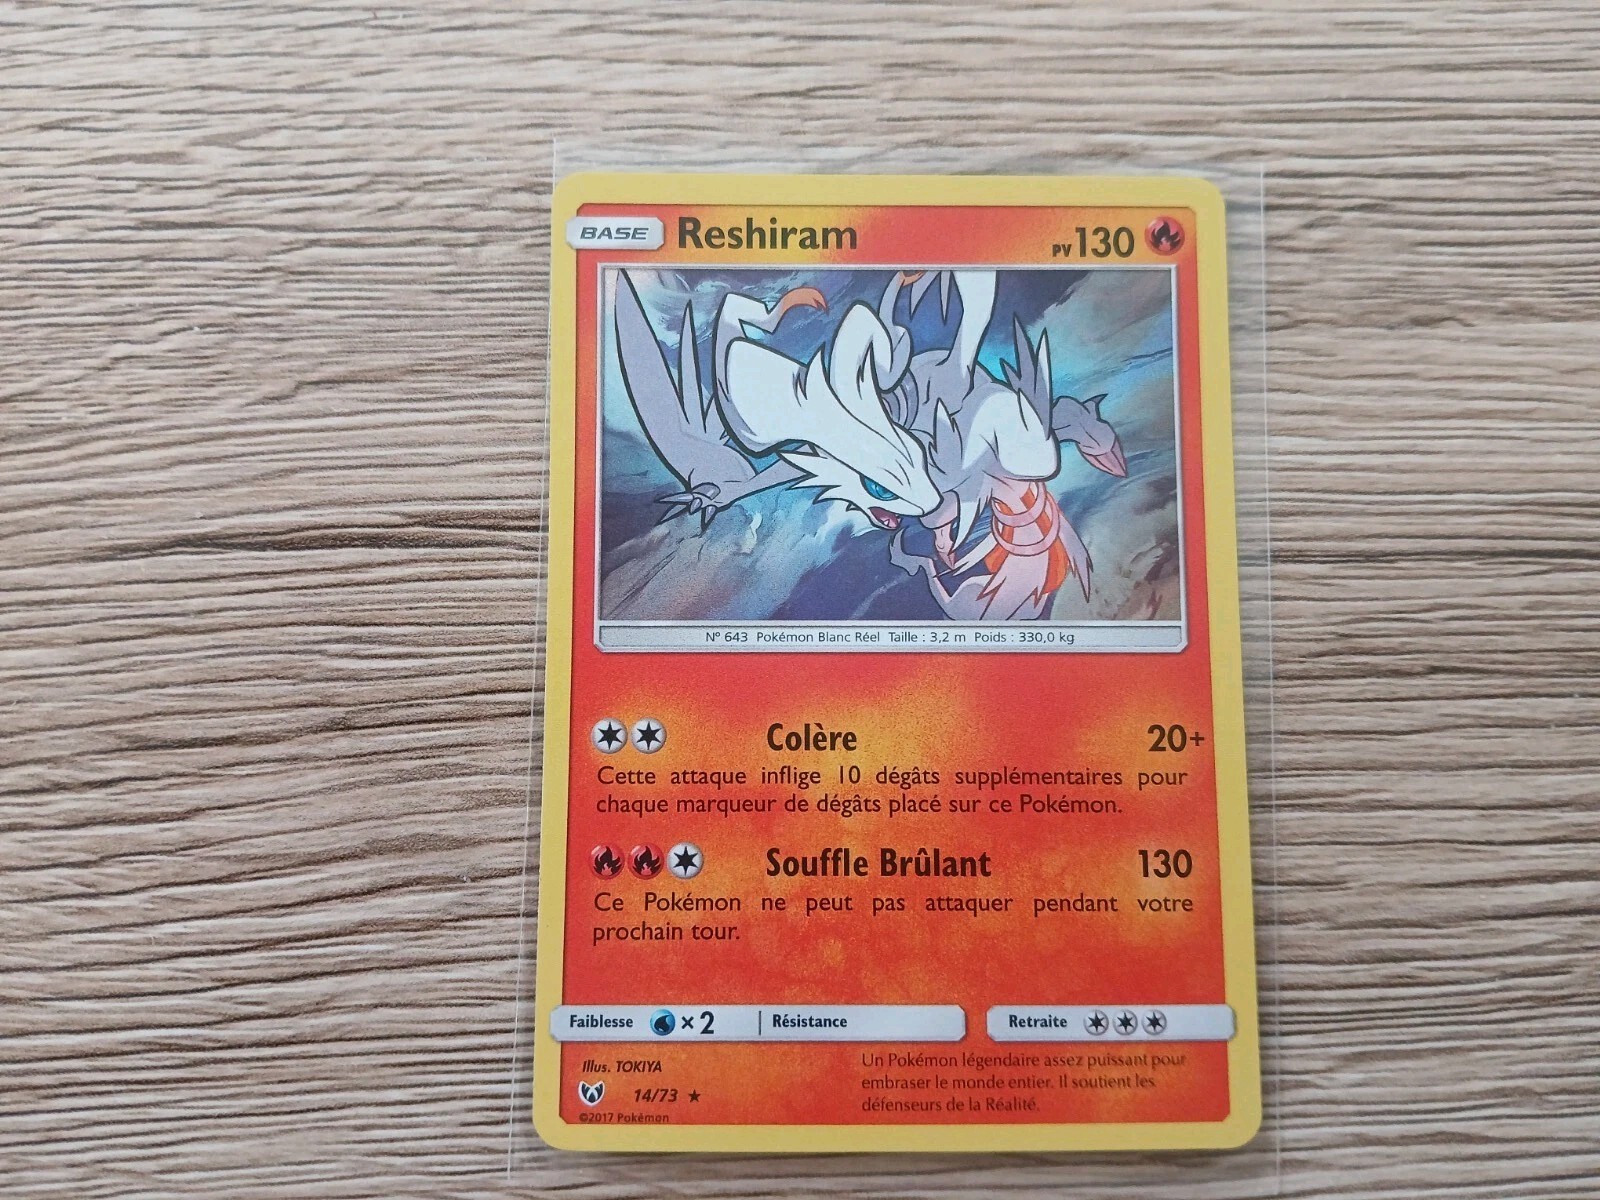 BASE Reshiram PV 130
N° 643 Pokémon Blanc Réel Taille : 3,2 m Poids : 330,0 kg
Colère 20+
Cette attaque inflige 10 dégâts supplémentaires pour
chaque marqueur de dégâts placé sur ce Pokémon.
Souffle Brûlant 130
Ce Pokémon ne peut pas attaquer pendant votre
prochain tour.
Faiblesse ×2 Résistance Retraite
Illus. TOKIYA
14/73 ★
©2017 Pokémon
Un Pokémon légendaire assez puissant pour
embraser le monde entier. Il soutient les
défenseurs de la Réalité.